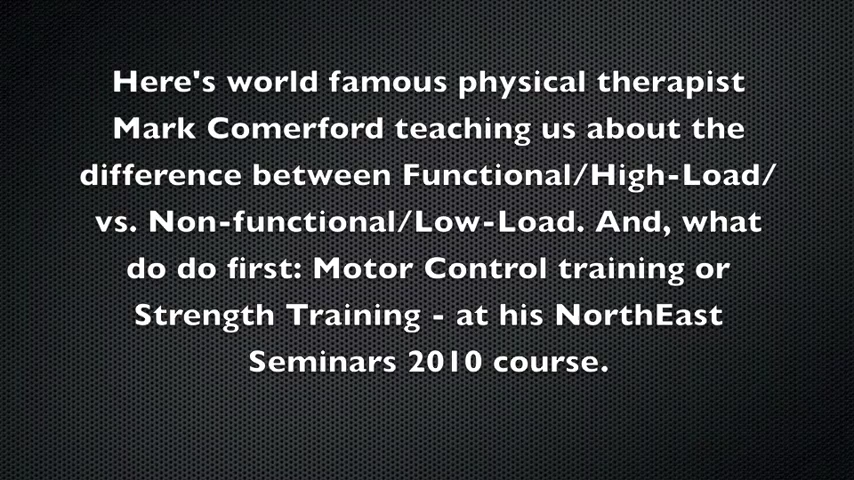 Here's world famous physical therapist
Mark Comerford teaching us about the
difference between Functional/High-Load/
vs. Non-functional/Low-Load. And, what
do do first: Motor Control training or
Strength Training - at his NorthEast
Seminars 2010 course.